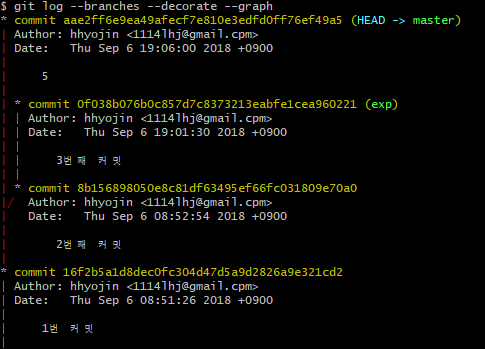 $ git log --branches --decorate --graph
* commit aae2ff6e9ea49afecf7e810e3edfd0ff76ef49a5 (HEAD -> master)
| Author: hhyojin <1114lhj@gmail.cpm>
| Date:   Thu Sep 6 19:06:00 2018 +0900
|
|     5
|
| * commit 0f038b076b0c857d7c8373213eabfe1cea960221 (exp)
| | Author: hhyojin <1114lhj@gmail.cpm>
| | Date:   Thu Sep 6 19:01:30 2018 +0900
| |
| |     3번째 커밋
| |
| * commit 8b156898050e8c81df63495ef66fc031809e70a0
|/  Author: hhyojin <1114lhj@gmail.cpm>
|   Date:   Thu Sep 6 08:52:54 2018 +0900
|
|       2번째 커밋
|
* commit 16f2b5a1d8dec0fc304d47d5a9d2826a9e321cd2
| Author: hhyojin <1114lhj@gmail.cpm>
| Date:   Thu Sep 6 08:51:26 2018 +0900
|
|     1번 커밋
|